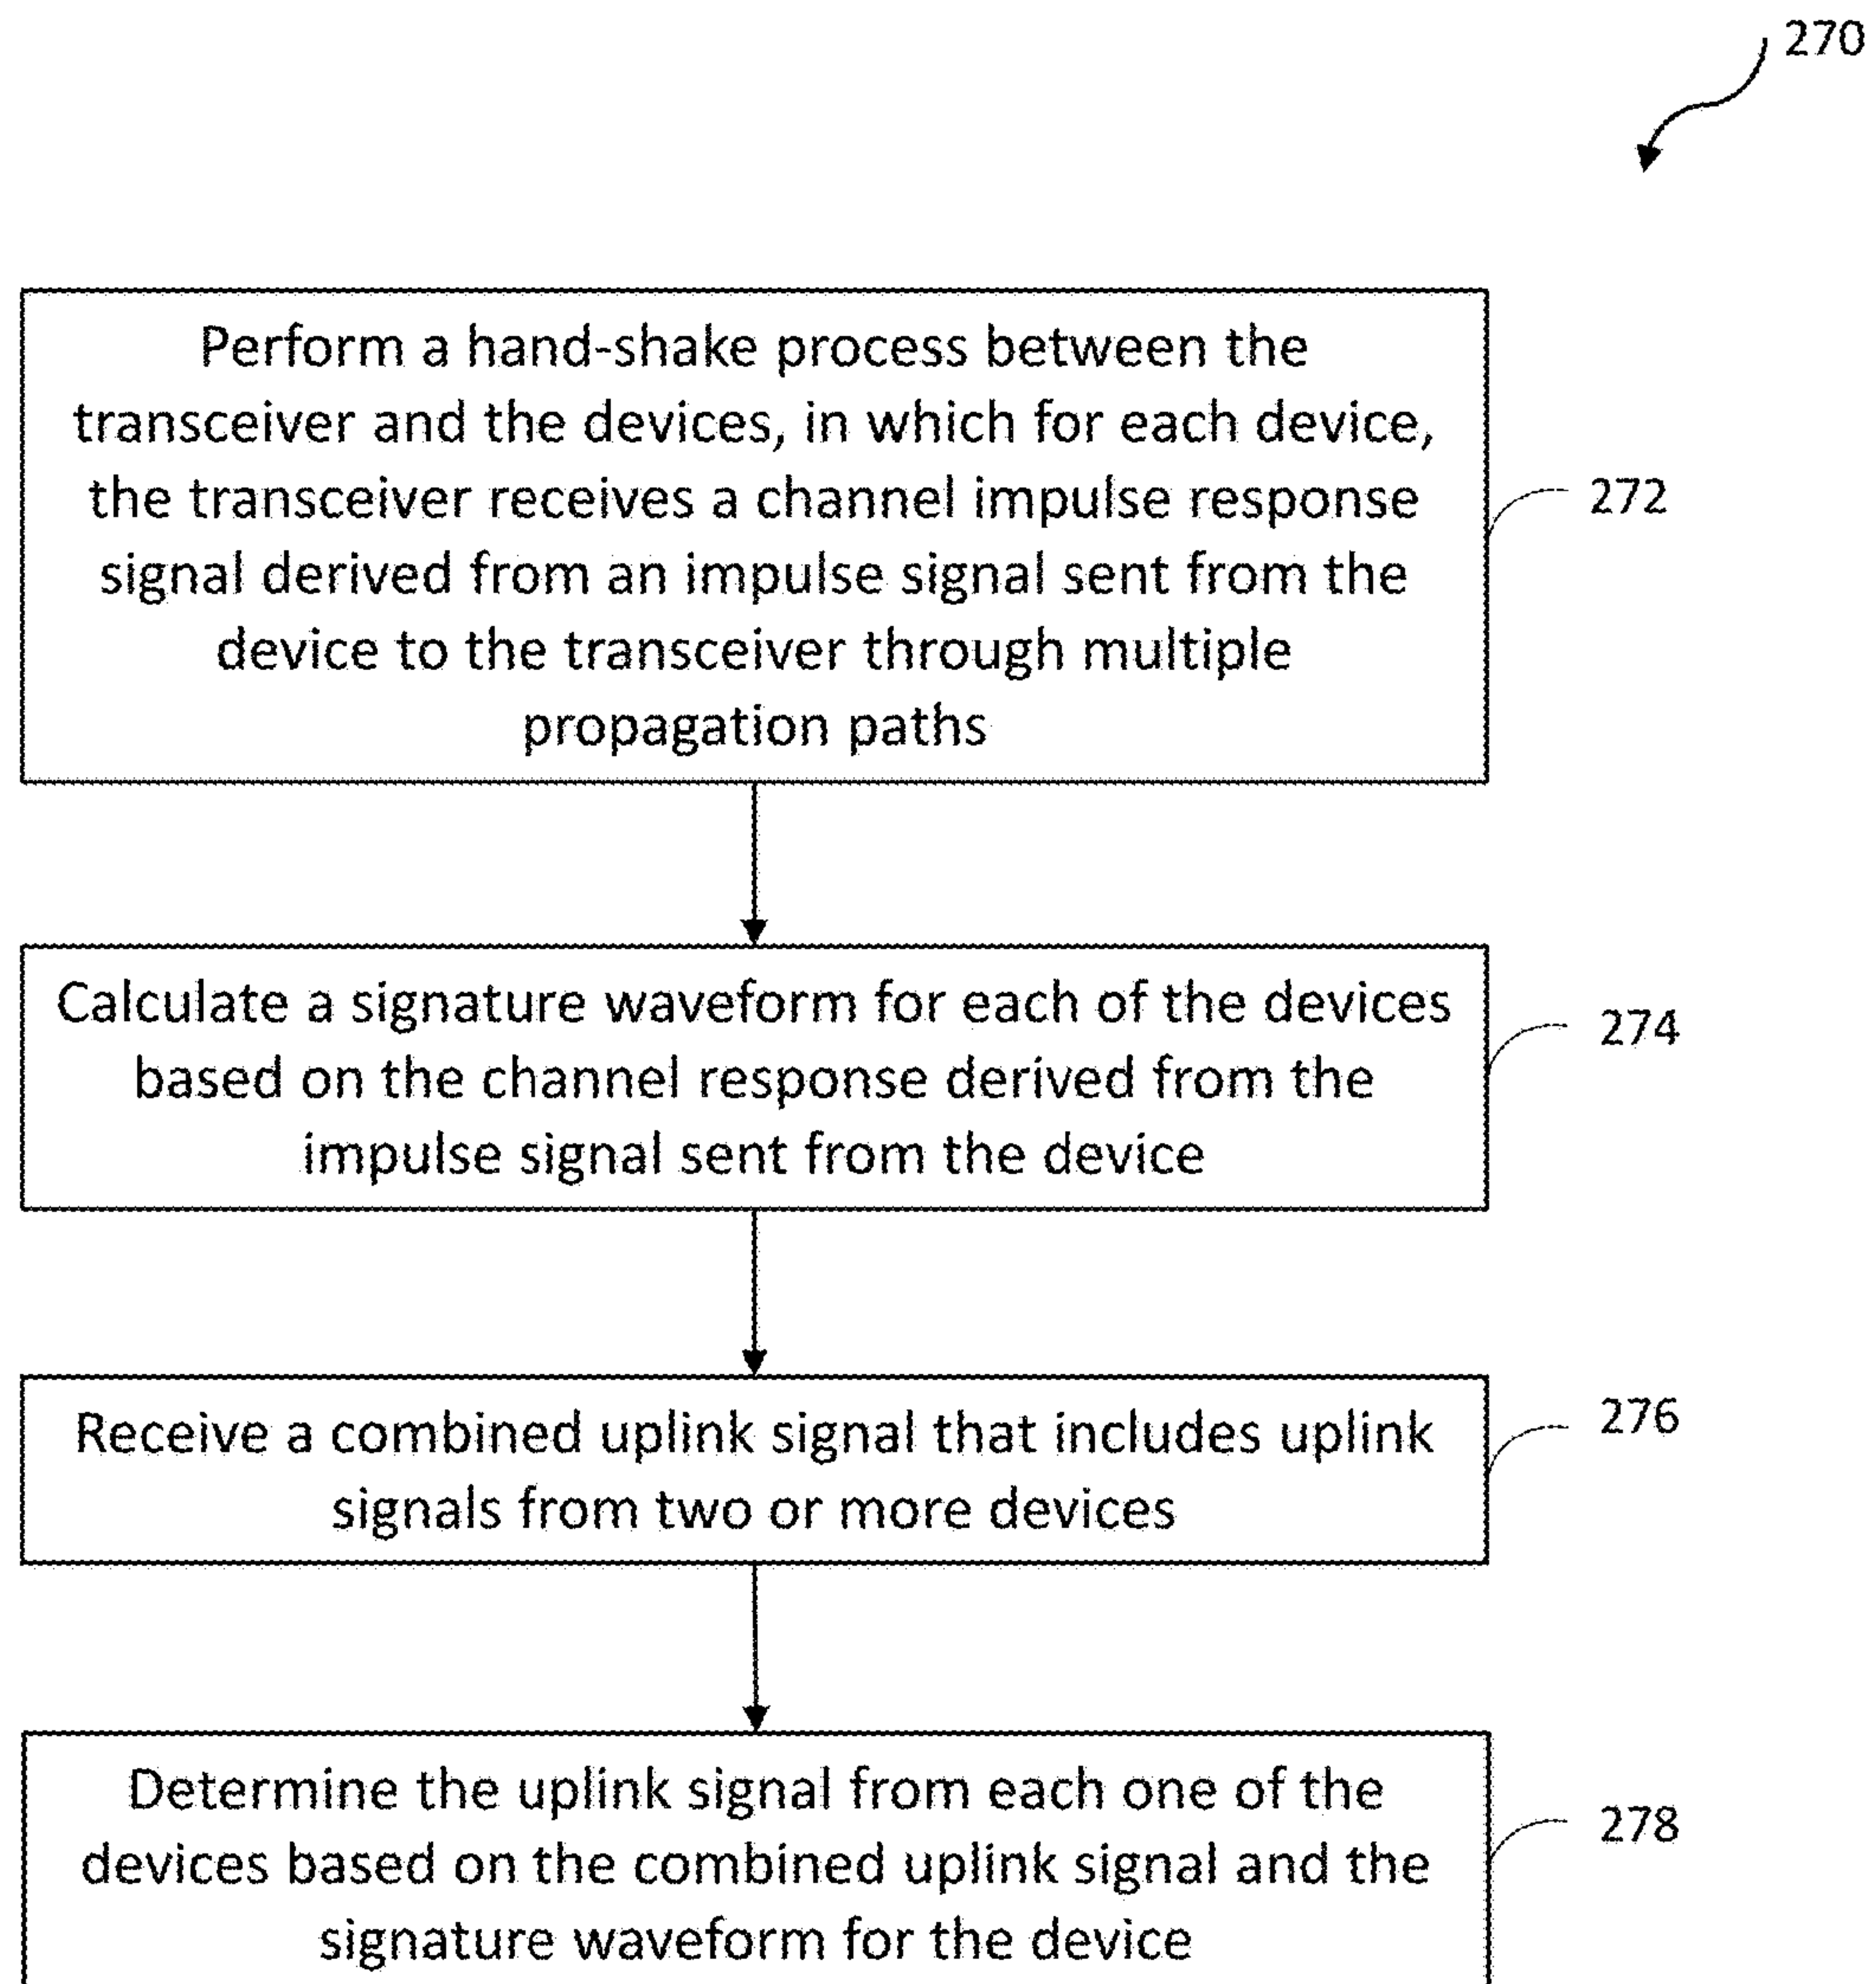 270
Perform a hand-shake process between the
transceiver and the devices, in which for each device,
the transceiver receives a channel impulse response
signal derived from an impulse signal sent from the
device to the transceiver through multiple
propagation paths
272
Calculate a signature waveform for each of the devices
based on the channel response derived from the
impulse signal sent from the device
274
Receive a combined uplink signal that includes uplink
signals from two or more devices
276
Determine the uplink signal from each one of the
devices based on the combined uplink signal and the
signature waveform for the device
278